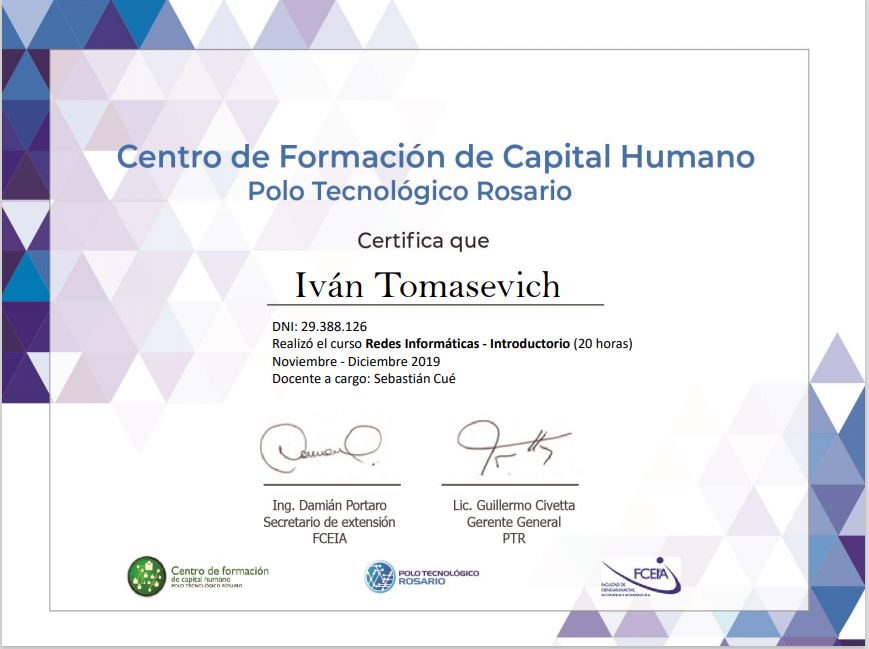 Centro de Formación de Capital Humano
Polo Tecnológico Rosario
Certifica que
Iván Tomasevich
DNI: 29.388.126
Realizó el curso Redes Informáticas - Introductorio (20 horas)
Noviembre - Diciembre 2019
Docente a cargo: Sebastián Cué
Ing. Damián Portaro
Secretario de extensión
FCEIA
Lic. Guillermo Civetta
Gerente General
PTR
Centro de formación
de capital humano
POLO TECNOLÓGICO ROSARIO
POLO TECNOLÓGICO
ROSARIO
FCEIA
FACULTAD DE
CIENCIAS EXACTAS,